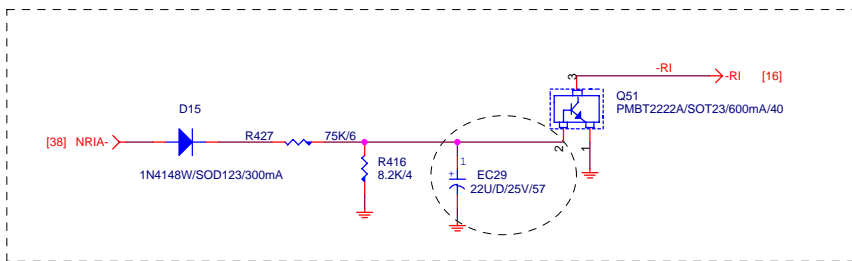 3
-RI
-RI [16]
Q51
PMBT2222A/SOT23/600mA/40
D15
[38] NRIA-
R427 75K/6
2
1
R416
8.2K/4
1
+
EC29
22U/D/25V/57
1N4148W/SOD123/300mA